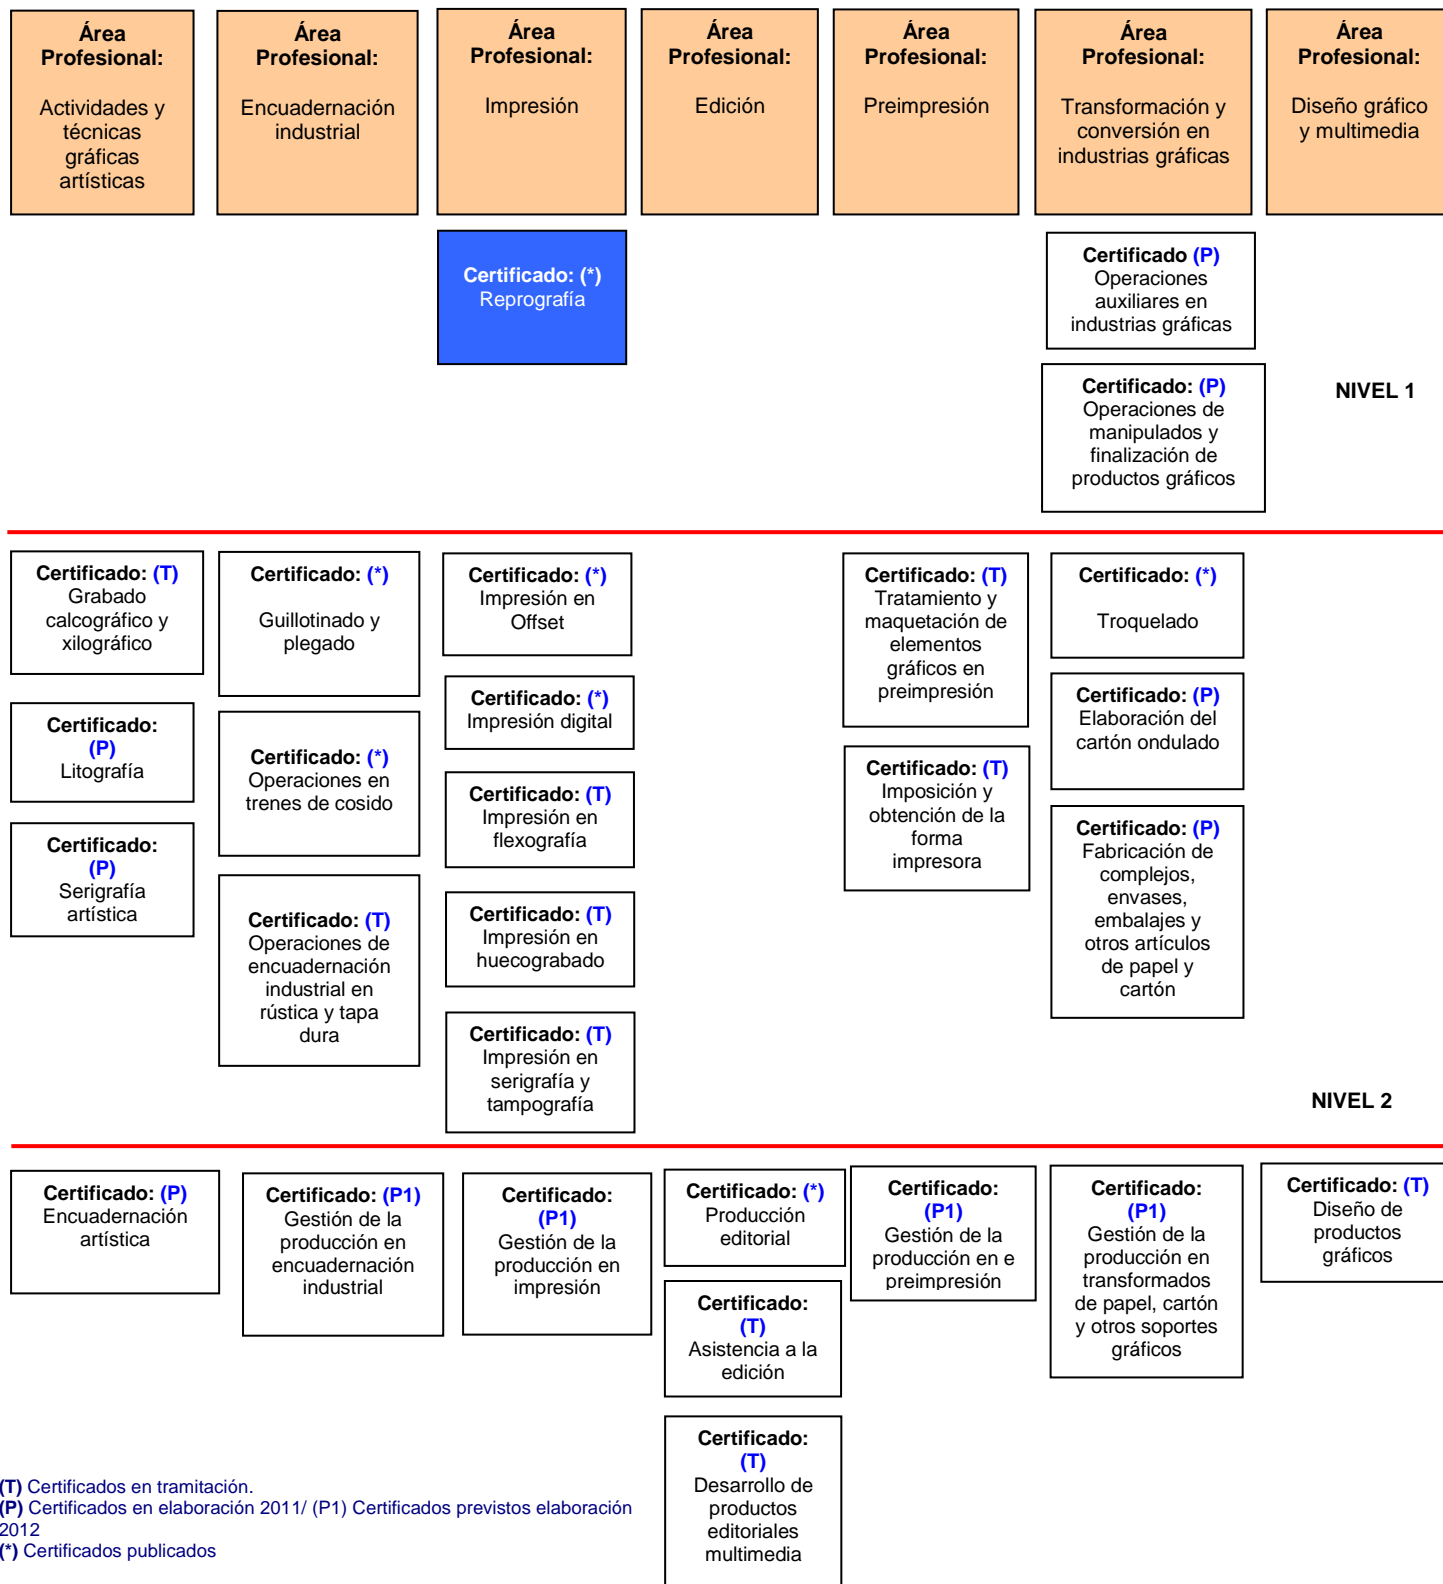 Área
Profesional:
Actividades y
técnicas
gráficas
artísticas
Área
Profesional:
Encuadernación
industrial
Área
Profesional:
Impresión
Área
Profesional:
Edición
Área
Profesional:
Preimpresión
Área
Profesional:
Transformación y
conversión en
industrias gráficas
Área
Profesional:
Diseño gráfico
y multimedia
Certificado: (*)
Reprografía
Certificado (P)
Operaciones
auxiliares en
industrias gráficas
Certificado: (P)
Operaciones de
manipulados y
finalización de
productos gráficos
NIVEL 1
Certificado: (T)
Grabado
calcográfico y
xilográfico
Certificado:
(P)
Litografía
Certificado:
(P)
Serigrafía
artística
Certificado: (*)
Guillotinado y
plegado
Certificado: (*)
Operaciones en
trenes de cosido
Certificado: (T)
Operaciones de
encuadernación
industrial en
rústica y tapa
dura
Certificado: (*)
Impresión en
Offset
Certificado: (*)
Impresión digital
Certificado: (T)
Impresión en
flexografía
Certificado: (T)
Impresión en
huecograbado
Certificado: (T)
Impresión en
serigrafía y
tampografía
Certificado: (T)
Tratamiento y
maquetación de
elementos
gráficos en
preimpresión
Certificado: (T)
Imposición y
obtención de la
forma
impresora
Certificado: (*)
Troquelado
Certificado: (P)
Elaboración del
cartón ondulado
Certificado: (P)
Fabricación de
complejos,
envases,
embalajes y
otros artículos
de papel y
cartón
NIVEL 2
Certificado: (P)
Encuadernación
artística
Certificado: (P1)
Gestión de la
producción en
encuadernación
industrial
Certificado:
(P1)
Gestión de la
producción en
impresión
Certificado: (*)
Producción
editorial
Certificado:
(T)
Asistencia a la
edición
Certificado:
(T)
Desarrollo de
productos
editoriales
multimedia
Certificado:
(P1)
Gestión de la
producción en e
preimpresión
Certificado:
(P1)
Gestión de la
producción en
transformados
de papel, cartón
y otros soportes
gráficos
Certificado: (T)
Diseño de
productos
gráficos
(T) Certificados en tramitación.
(P) Certificados en elaboración 2011/ (P1) Certificados previstos elaboración
2012
(*) Certificados publicados